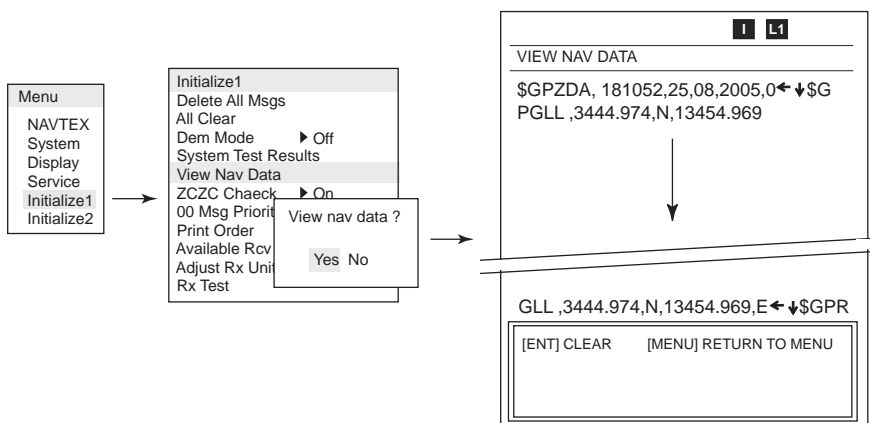 Menu
NAVTEX
System
Display
Service
Initialize1
Initialize2
Initialize1
Delete All Msgs
All Clear
Dem Mode ▶ Off
System Test Results
View Nav Data
ZCZC Chaeck ▶ On
00 Msg Priorit
Print Order
Available Rcv
Adjust Rx Unit
Rx Test
View nav data ?
Yes No
I L1
VIEW NAV DATA
$GPZDA, 181052,25,08,2005,0←↓$G
PGLL ,3444.974,N,13454.969
GLL ,3444.974,N,13454.969,E←↓$GPR
[ENT] CLEAR [MENU] RETURN TO MENU